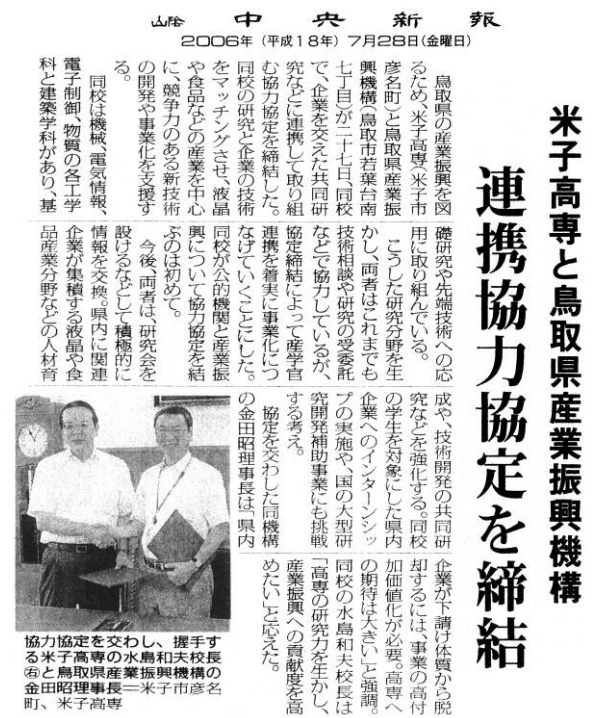 山陰中央新報
2006年（平成18年）7月28日（金曜日）
米子高専と鳥取県産業振興機構
連携協力協定を締結
鳥取県の産業振興を図
るため、米子高専（米子市
彦名町）と鳥取県産業振
興機構（鳥取市若葉台南
七丁目）が二十七日、同校
で、企業を交えた共同研
究などに連携して取り組
む協力協定を締結した。
同校の研究と企業の技術
をマッチングさせ、液晶
や食品などの産業を中心
に、競争力のある新技術
の開発や事業化を支援す
る。
同校は機械、電気情報、
電子制御、物質の各工学
科と建築学科があり、基
礎研究や先端技術への応
用に取り組んでいる。
こうした研究分野を生
かし、両者はこれまでも
技術相談や研究の受委託
などで協力しているが、
協定締結によって産学官
連携を着実に事業化につ
なげていくことにした。
同校が公的機関と産業振
興について協力協定を結
ぶのは初めて。
今後、両者は、研究会を
設けるなどして積極的に
情報を交換。県内に関連
企業が集積する液晶や食
品産業分野などの人材育
成や、技術開発の共同研
究などを強化する。同校
の学生を対象にした県内
企業へのインターンシッ
プの実施や、国の大型研
究開発補助事業にも挑戦
する考え。
協定を交わした同機構
の金田昭理事長は「県内
企業が下請け体質から脱
却するには、事業の高付
加価値化が必要。高専へ
の期待は大きい」と強調。
同校の水島和夫校長は
「高専の研究力を生かし、
産業振興への貢献度を高
めたい」と応えた。
協力協定を交わし、握手す
る米子高専の水島和夫校長
㊨と鳥取県産業振興機構の
金田昭理事長＝米子市彦名
町、米子高専